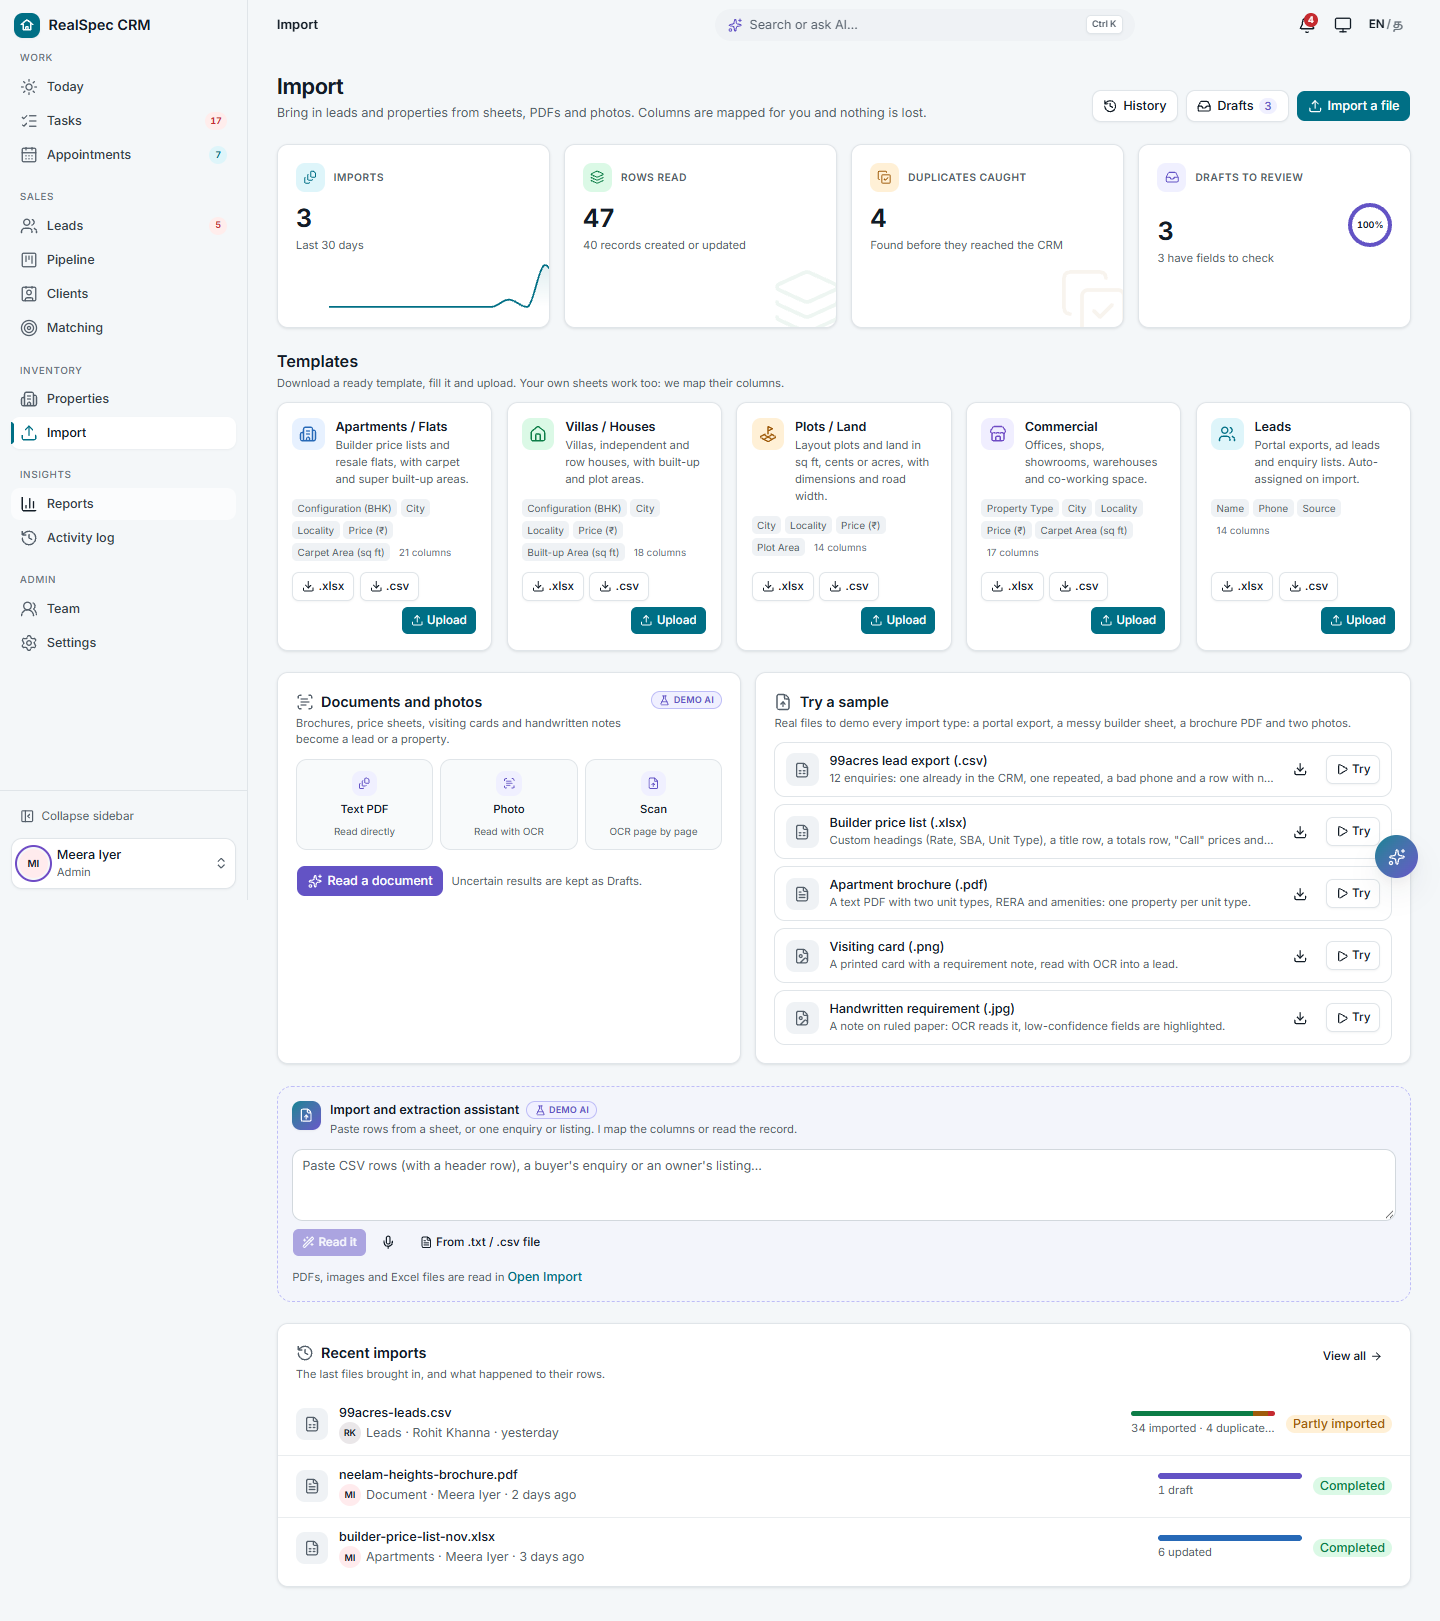 RealSpec CRM
WORK
Today
Tasks 17
Appointments 7
SALES
Leads 5
Pipeline
Clients
Matching
INVENTORY
Properties
Import
INSIGHTS
Reports
Activity log
ADMIN
Team
Settings
Collapse sidebar
MI Meera Iyer
Admin
Import
Search or ask AI... Ctrl K
4
EN / த
Import
Bring in leads and properties from sheets, PDFs and photos. Columns are mapped for you and nothing is lost.
History
Drafts 3
Import a file
IMPORTS
3
Last 30 days
ROWS READ
47
40 records created or updated
DUPLICATES CAUGHT
4
Found before they reached the CRM
DRAFTS TO REVIEW
3
100%
3 have fields to check
Templates
Download a ready template, fill it and upload. Your own sheets work too: we map their columns.
Apartments / Flats
Builder price lists and
resale flats, with carpet
and super built-up areas.
Configuration (BHK) City
Locality Price (₹)
Carpet Area (sq ft) 21 columns
.xlsx .csv
Upload
Villas / Houses
Villas, independent and
row houses, with built-up
and plot areas.
Configuration (BHK) City
Locality Price (₹)
Built-up Area (sq ft) 18 columns
.xlsx .csv
Upload
Plots / Land
Layout plots and land in
sq ft, cents or acres, with
dimensions and road
width.
City Locality Price (₹)
Plot Area 14 columns
.xlsx .csv
Upload
Commercial
Offices, shops,
showrooms, warehouses
and co-working space.
Property Type City Locality
Price (₹) Carpet Area (sq ft)
17 columns
.xlsx .csv
Upload
Leads
Portal exports, ad leads
and enquiry lists. Auto-
assigned on import.
Name Phone Source
14 columns
.xlsx .csv
Upload
Documents and photos
DEMO AI
Brochures, price sheets, visiting cards and handwritten notes
become a lead or a property.
Text PDF
Read directly
Photo
Read with OCR
Scan
OCR page by page
Read a document
Uncertain results are kept as Drafts.
Try a sample
Real files to demo every import type: a portal export, a messy builder sheet, a brochure PDF and two photos.
99acres lead export (.csv)
12 enquiries: one already in the CRM, one repeated, a bad phone and a row with n...
Try
Builder price list (.xlsx)
Custom headings (Rate, SBA, Unit Type), a title row, a totals row, "Call" prices and...
Try
Apartment brochure (.pdf)
A text PDF with two unit types, RERA and amenities: one property per unit type.
Try
Visiting card (.png)
A printed card with a requirement note, read with OCR into a lead.
Try
Handwritten requirement (.jpg)
A note on ruled paper: OCR reads it, low-confidence fields are highlighted.
Try
Import and extraction assistant DEMO AI
Paste rows from a sheet, or one enquiry or listing. I map the columns or read the record.
Paste CSV rows (with a header row), a buyer's enquiry or an owner's listing...
Read it
From .txt / .csv file
PDFs, images and Excel files are read in Open Import
Recent imports
The last files brought in, and what happened to their rows.
View all
99acres-leads.csv
RK Leads · Rohit Khanna · yesterday
34 imported · 4 duplicate...
Partly imported
neelam-heights-brochure.pdf
MI Document · Meera Iyer · 2 days ago
1 draft
Completed
builder-price-list-nov.xlsx
MI Apartments · Meera Iyer · 3 days ago
6 updated
Completed